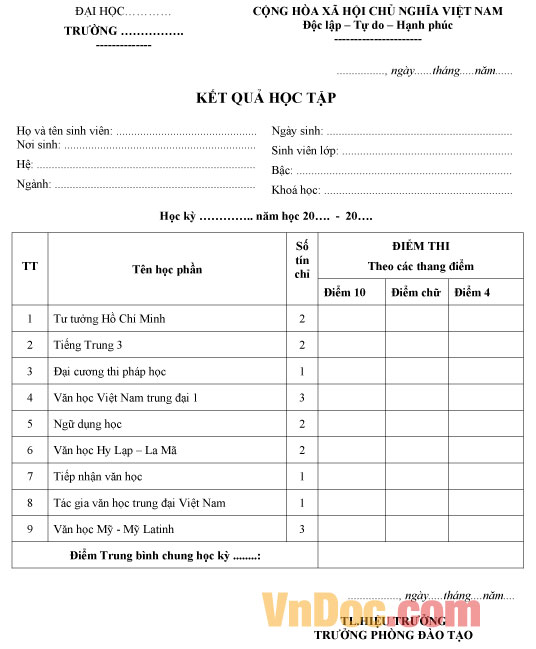 ĐẠI HỌC…………
CỘNG HÒA XÃ HỘI CHỦ NGHĨA VIỆT NAM
TRƯỜNG …………….
Độc lập – Tự do – Hạnh phúc
--------------
----------------------
................, ngày......tháng....năm......
KẾT QUẢ HỌC TẬP
Họ và tên sinh viên: ...............................................
Ngày sinh: ..............................................................
Nơi sinh: ................................................................
Sinh viên lớp: .........................................................
Hệ: .........................................................................
Bậc: .....................................................................
Ngành: ...................................................................
Khoá học: ...............................................................
Học kỳ ………….. năm học 20…. - 20….
TT Tên học phần Số tín chỉ ĐIỂM THI
Theo các thang điểm
Điểm 10 Điểm chữ Điểm 4
1 Tư tưởng Hồ Chí Minh 2
2 Tiếng Trung 3 2
3 Đại cương thi pháp học 1
4 Văn học Việt Nam trung đại 1 3
5 Ngữ dụng học 2
6 Văn học Hy Lạp – La Mã 2
7 Tiếp nhận văn học 1
8 Tác gia văn học trung đại Việt Nam 1
9 Văn học Mỹ - Mỹ Latinh 3
Điểm Trung bình chung học kỳ ........:
................., ngày.....tháng....năm....
VnDoc.com
TL.HIỆU TRƯỞNG
TRƯỞNG PHÒNG ĐÀO TẠO